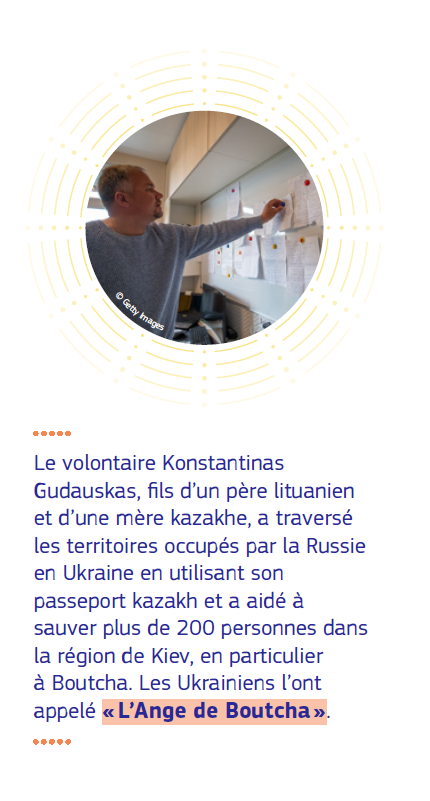 © Getty Images
Le volontaire Konstantinas
Gudauskas, fils d’un père lituanien
et d’une mère kazakhe, a traversé
les territoires occupés par la Russie
en Ukraine en utilisant son
passeport kazakh et a aidé à
sauver plus de 200 personnes dans
la région de Kiev, en particulier
à Boutcha. Les Ukrainiens l’ont
appelé « L’Ange de Boutcha ».